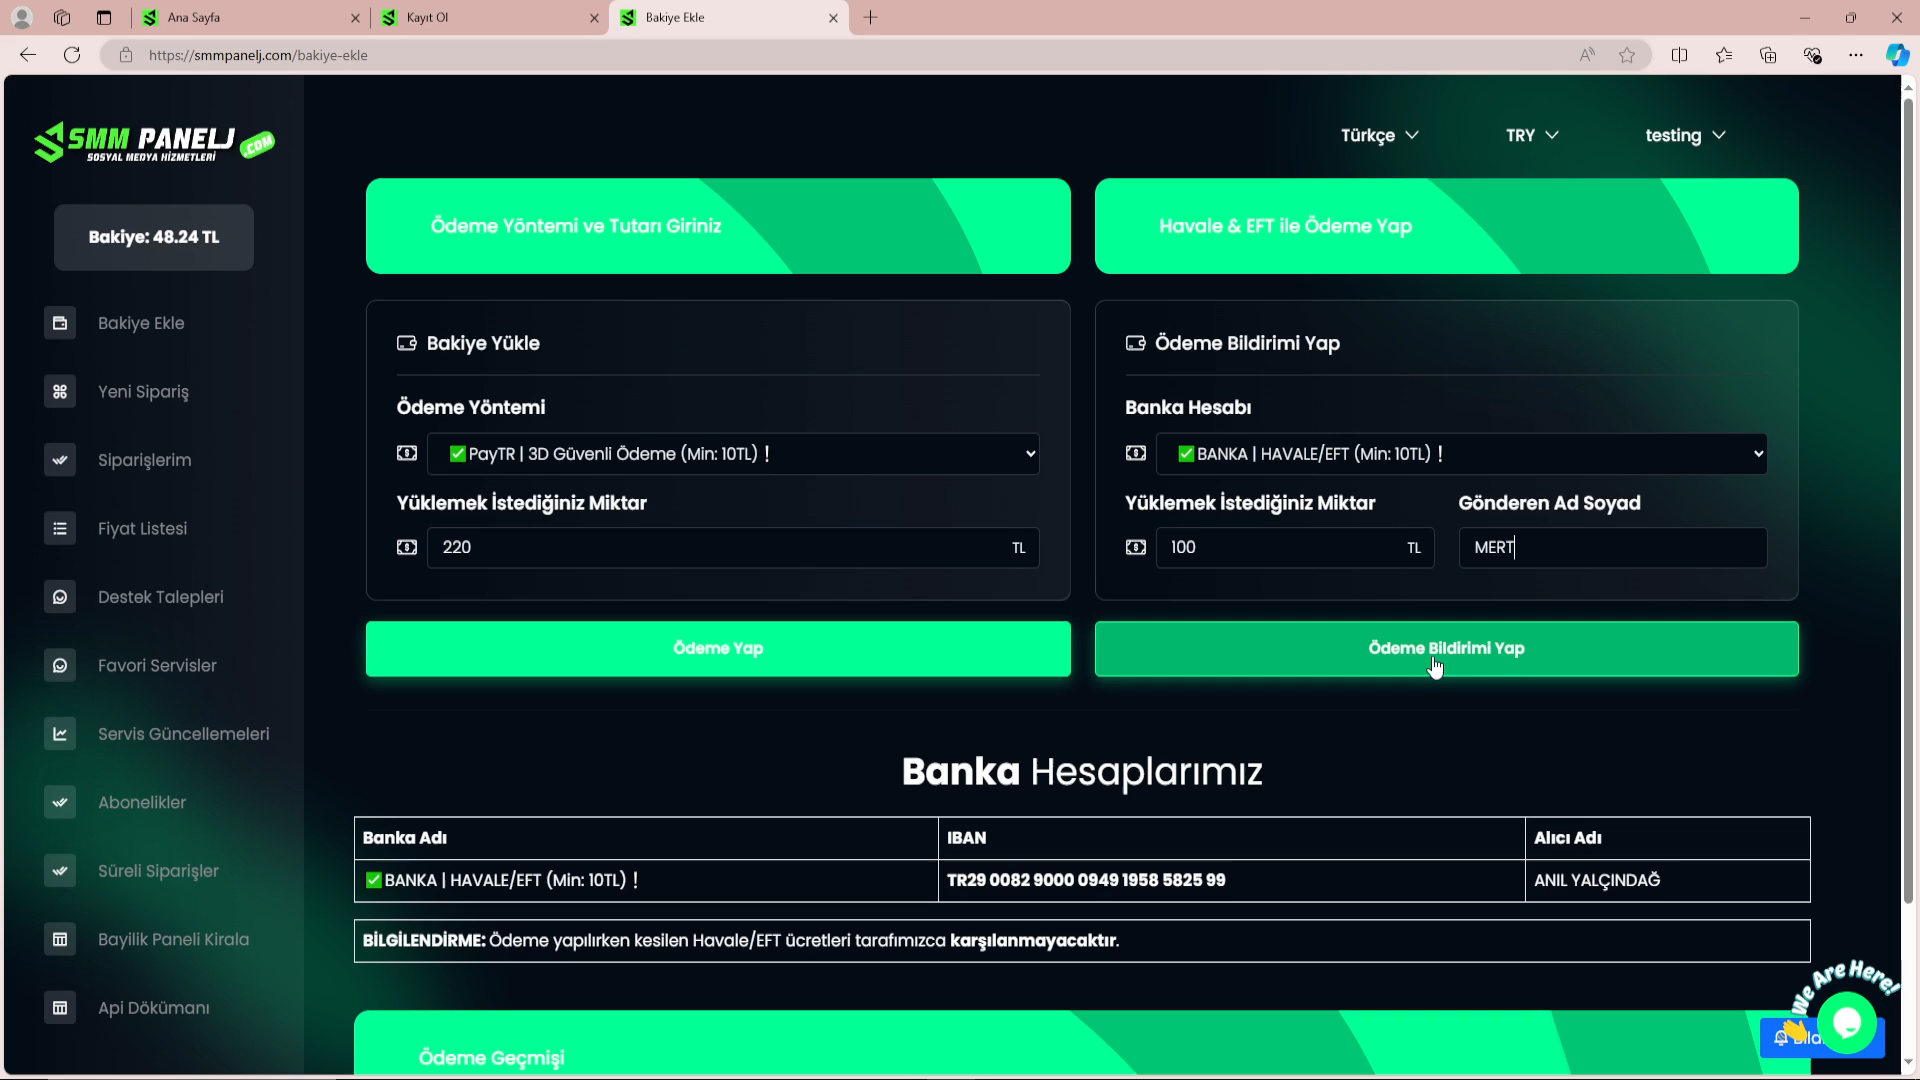 Ana Sayfa
Kayıt Ol
Bakiye Ekle
https://smmpanelj.com/bakiye-ekle
SMM PANELJ .COM
SOSYAL MEDYA HİZMETLERİ
Türkçe
TRY
testing
Bakiye: 48.24 TL
Bakiye Ekle
Yeni Sipariş
Siparişlerim
Fiyat Listesi
Destek Talepleri
Favori Servisler
Servis Güncellemeleri
Abonelikler
Süreli Siparişler
Bayilik Paneli Kirala
Api Dökümanı
Ödeme Yöntemi ve Tutarı Giriniz
Bakiye Yükle
Ödeme Yöntemi
✅PayTR | 3D Güvenli Ödeme (Min: 10TL) !
Yüklemek İstediğiniz Miktar
220 TL
Ödeme Yap
Havale & EFT ile Ödeme Yap
Ödeme Bildirimi Yap
Banka Hesabı
✅BANKA | HAVALE/EFT (Min: 10TL) !
Yüklemek İstediğiniz Miktar
Gönderen Ad Soyad
100 TL
MERT
Ödeme Bildirimi Yap
Banka Hesaplarımız
Banka Adı
IBAN
Alıcı Adı
✅BANKA | HAVALE/EFT (Min: 10TL) !
TR29 0082 9000 0949 1958 5825 99
ANIL YALÇINDAĞ
BİLGİLENDİRME: Ödeme yapılırken kesilen Havale/EFT ücretleri tarafımızca karşılanmayacaktır.
Ödeme Geçmişi
We Are Here!